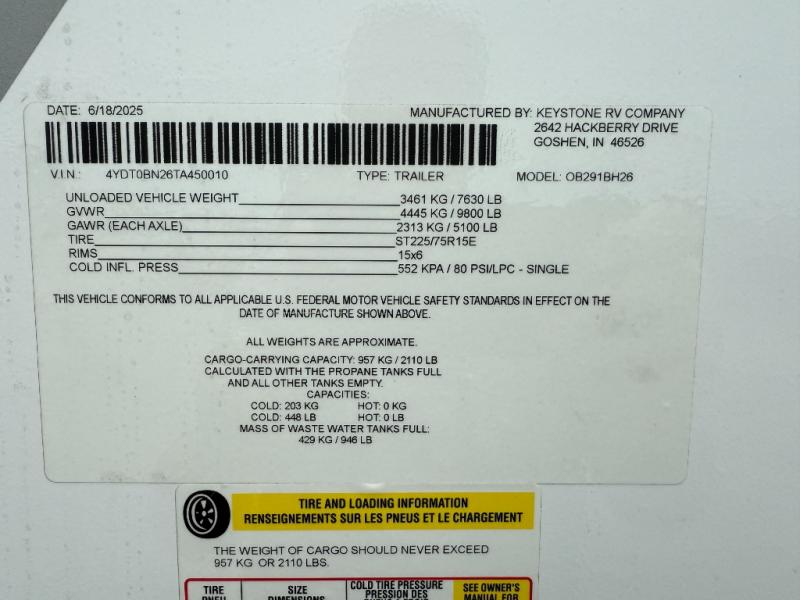 DATE: 6/18/2025 MANUFACTURED BY: KEYSTONE RV COMPANY
2642 HACKBERRY DRIVE
GOSHEN, IN 46526
V.I.N.: 4YDT0BN26TA450010 TYPE: TRAILER MODEL: OB291BH26
UNLOADED VEHICLE WEIGHT 3461 KG / 7630 LB
GVWR 4445 KG / 9800 LB
GAWR (EACH AXLE) 2313 KG / 5100 LB
TIRE ST225/75R15E
RIMS 15x6
COLD INFL. PRESS 552 KPA / 80 PSI/LPC - SINGLE
THIS VEHICLE CONFORMS TO ALL APPLICABLE U.S. FEDERAL MOTOR VEHICLE SAFETY STANDARDS IN EFFECT ON THE
DATE OF MANUFACTURE SHOWN ABOVE.
ALL WEIGHTS ARE APPROXIMATE.
CARGO-CARRYING CAPACITY: 957 KG / 2110 LB
CALCULATED WITH THE PROPANE TANKS FULL
AND ALL OTHER TANKS EMPTY.
CAPACITIES:
COLD: 203 KG HOT: 0 KG
COLD: 448 LB HOT: 0 LB
MASS OF WASTE WATER TANKS FULL:
429 KG / 946 LB
TIRE AND LOADING INFORMATION
RENSEIGNEMENTS SUR LES PNEUS ET LE CHARGEMENT
THE WEIGHT OF CARGO SHOULD NEVER EXCEED
957 KG OR 2110 LBS.
TIRE SIZE COLD TIRE PRESSURE SEE OWNER'S
PNEU DIMENSIONS PRESSION DES MANUAL FOR